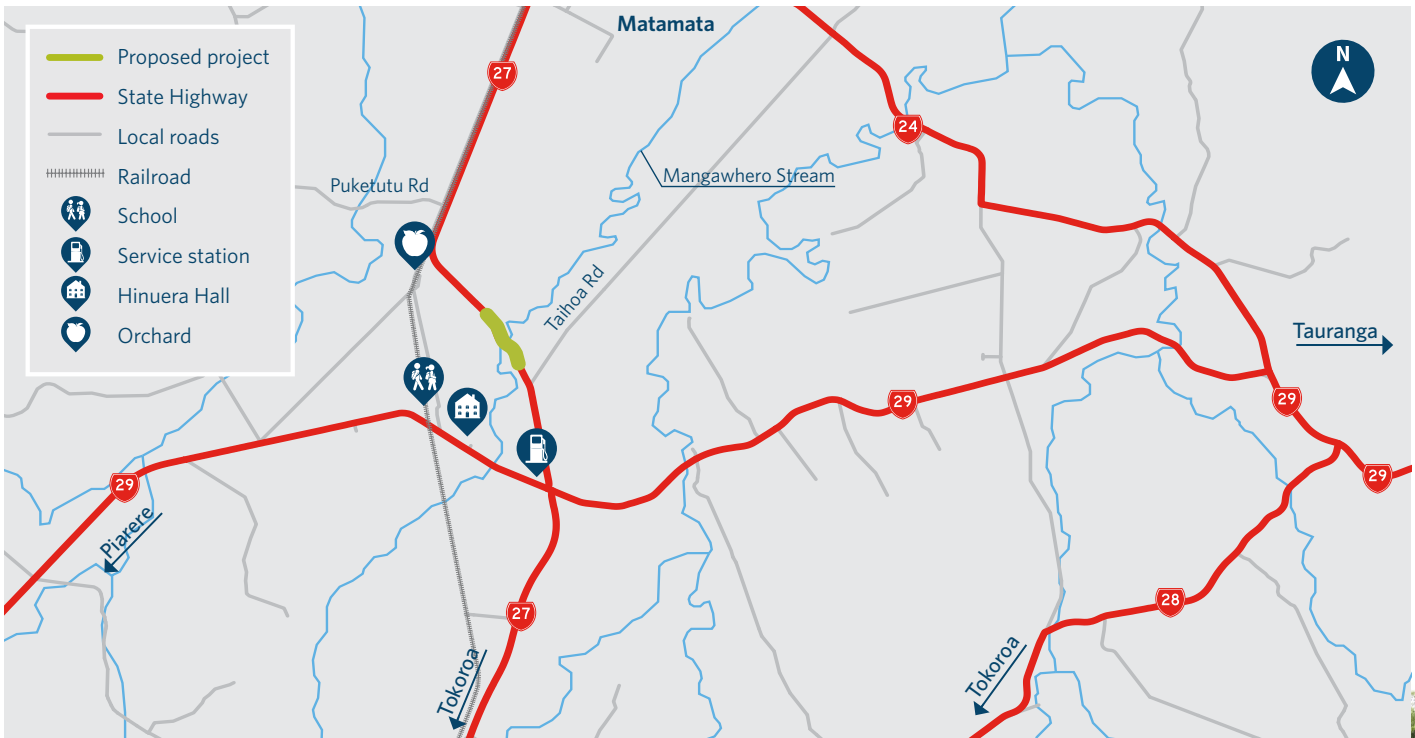 Matamata
Proposed project
State Highway
Local roads
Railroad
School
Service station
Hinuera Hall
Orchard
N
27
24
Puketutu Rd
Mangawhero Stream
Taihoa Rd
Tauranga
29
29
29
29
Piarere
27
28
Tokoroa
Tokoroa